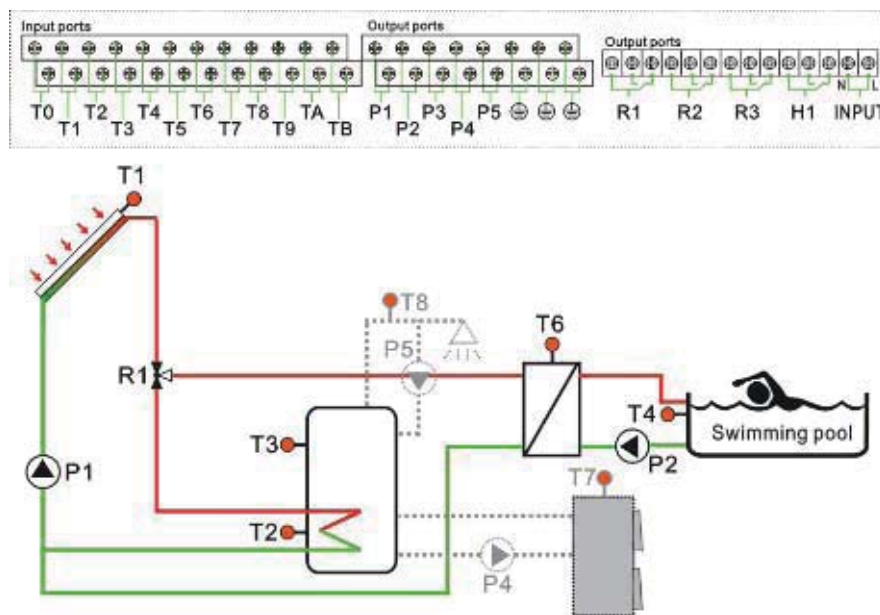 Input ports
Output ports
Output ports
T0 T2 T4 T6 T8 TA P1 P3 P5
T1 T3 T5 T7 T9 TB P2 P4
R1 R2 R3 H1 INPUT
N L
T1
T8
T6
P5
R1
T4
Swimming pool
T3
P2
P1
T7
T2
P4